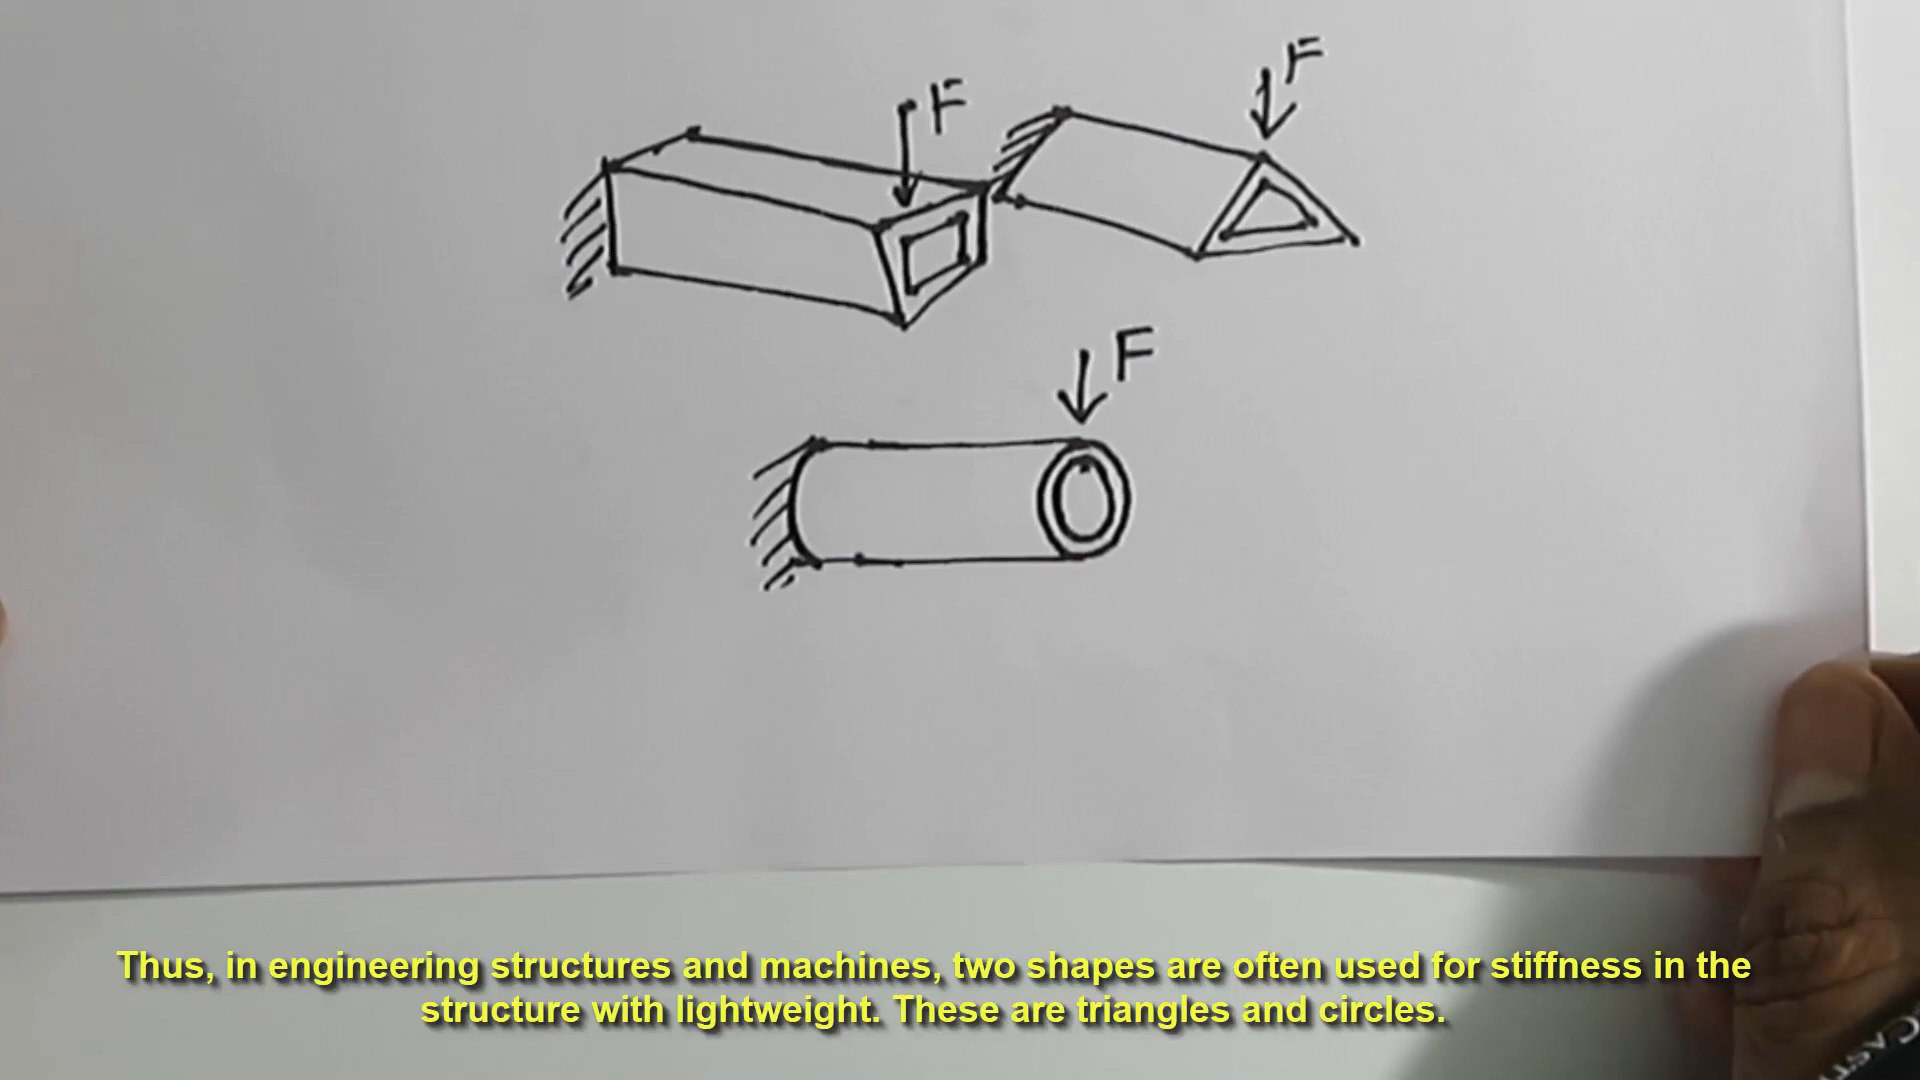 F
F
F
Thus, in engineering structures and machines, two shapes are often used for stiffness in the
structure with lightweight. These are triangles and circles.